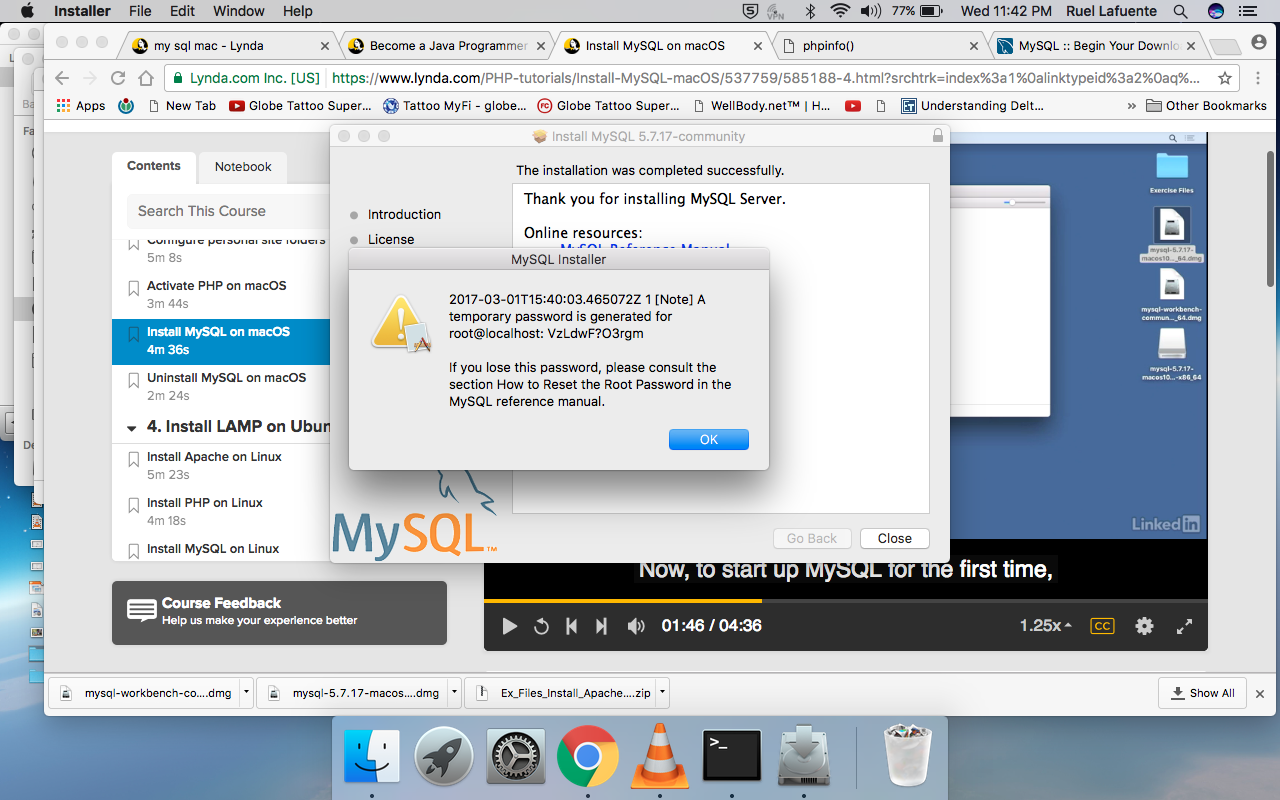 Installer File Edit Window Help
77% Wed 11:42 PM Ruel Lafuente
VPN
my sql mac - Lynda
Become a Java Programmer
Install MySQL on macOS
phpinfo()
MySQL :: Begin Your Downlo
Lynda.com Inc. [US] https://www.lynda.com/PHP-tutorials/Install-MySQL-macOS/537759/585188-4.html?srchtrk=index%3a1%0alinktypeid%3a2%0aq%...
Apps
New Tab
Globe Tattoo Super...
Tattoo MyFi - globe...
Globe Tattoo Super...
WellBody.net™ | H...
Understanding Delt...
» Other Bookmarks
Contents
Notebook
Search This Course
Configure personal site folders
5m 8s
Activate PHP on macOS
3m 44s
Install MySQL on macOS
4m 36s
Uninstall MySQL on macOS
2m 24s
4. Install LAMP on Ubun
Install Apache on Linux
5m 23s
Install PHP on Linux
4m 18s
Install MySQL on Linux
Course Feedback
Help us make your experience better
Install MySQL 5.7.17-community
The installation was completed successfully.
Introduction
License
Thank you for installing MySQL Server.
Online resources:
MySQL Reference Manual
MySQL Installer
2017-03-01T15:40:03.465072Z 1 [Note] A
temporary password is generated for
root@localhost: VzLdwF?O3rgm
If you lose this password, please consult the
section How to Reset the Root Password in the
MySQL reference manual.
OK
MySQL™
Go Back
Close
Exercise Files
mysql-5.7.17-
macos10..._64.dmg
mysql-workbench-
commun..._64.dmg
mysql-5.7.17-
macos10...-x86_64
LinkedIn
Now, to start up MySQL for the first time,
01:46 / 04:36
1.25x
CC
mysql-workbench-co....dmg
mysql-5.7.17-macos....dmg
Ex_Files_Install_Apache....zip
Show All
>_